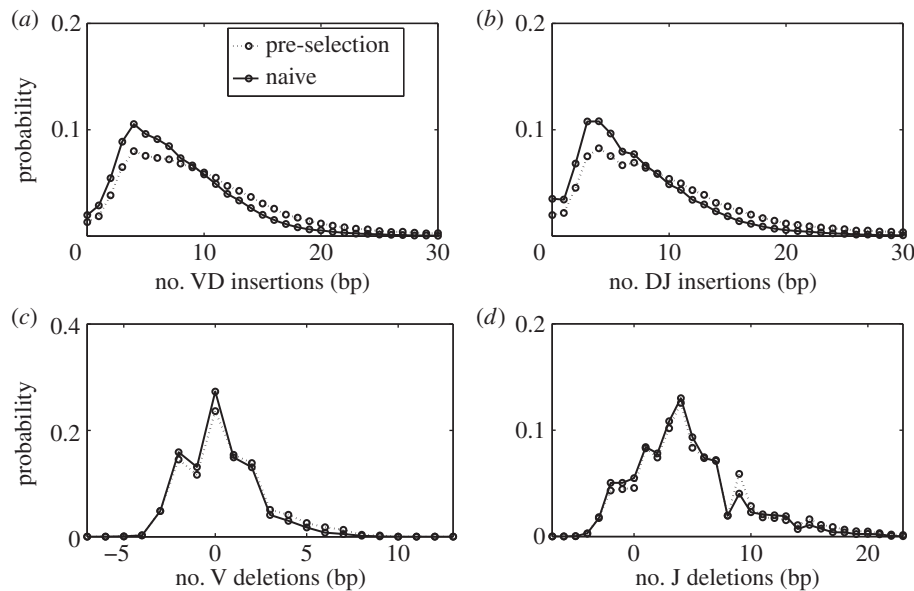 (a)
0.2
pre-selection
naive
probability
0.1
0
0
10
20
30
no. VD insertions (bp)
(b)
0.2
0.1
0
0
10
20
30
no. DJ insertions (bp)
(c)
0.4
probability
0.2
0
−5
0
5
10
no. V deletions (bp)
(d)
0.2
0.1
0
0
10
20
no. J deletions (bp)